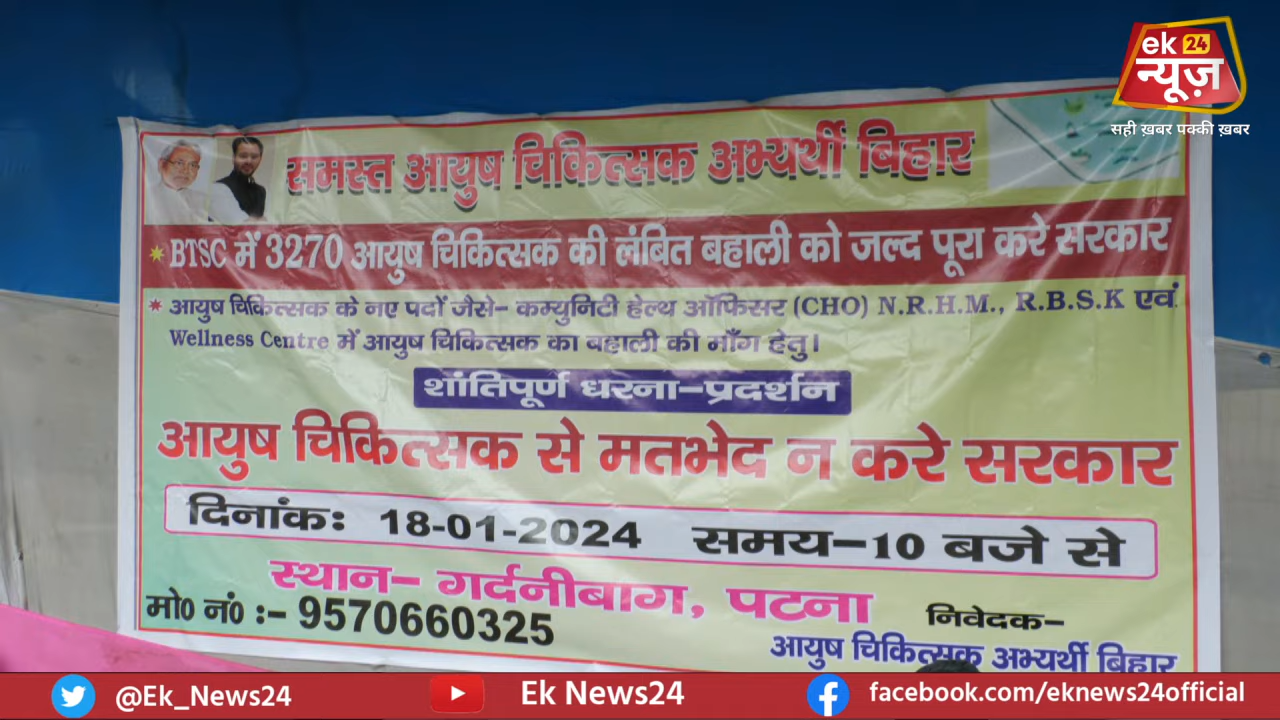 ek 24
न्यूज़
सही ख़बर पक्की ख़बर
समस्त आयुष चिकित्सक अभ्यर्थी बिहार
BTSC में 3270 आयुष चिकित्सक की लंबित बहाली को जल्द पूरा करे सरकार
आयुष चिकित्सक के नए पदों जैसे- कम्युनिटी हेल्थ ऑफिसर (CHO) N.R.H.M., R.B.S.K एवं
Wellness Centre में आयुष चिकित्सक का बहाली की माँग हेतु।
शांतिपूर्ण धरना-प्रदर्शन
आयुष चिकित्सक से मतभेद न करे सरकार
दिनांक: 18-01-2024 समय-10 बजे से
स्थान- गर्दनीबाग, पटना
मो0 नं0 :- 9570660325
निवेदक-
आयुष चिकित्सक अभ्यर्थी बिहार
@Ek_News24 Ek News24 facebook.com/eknews24official